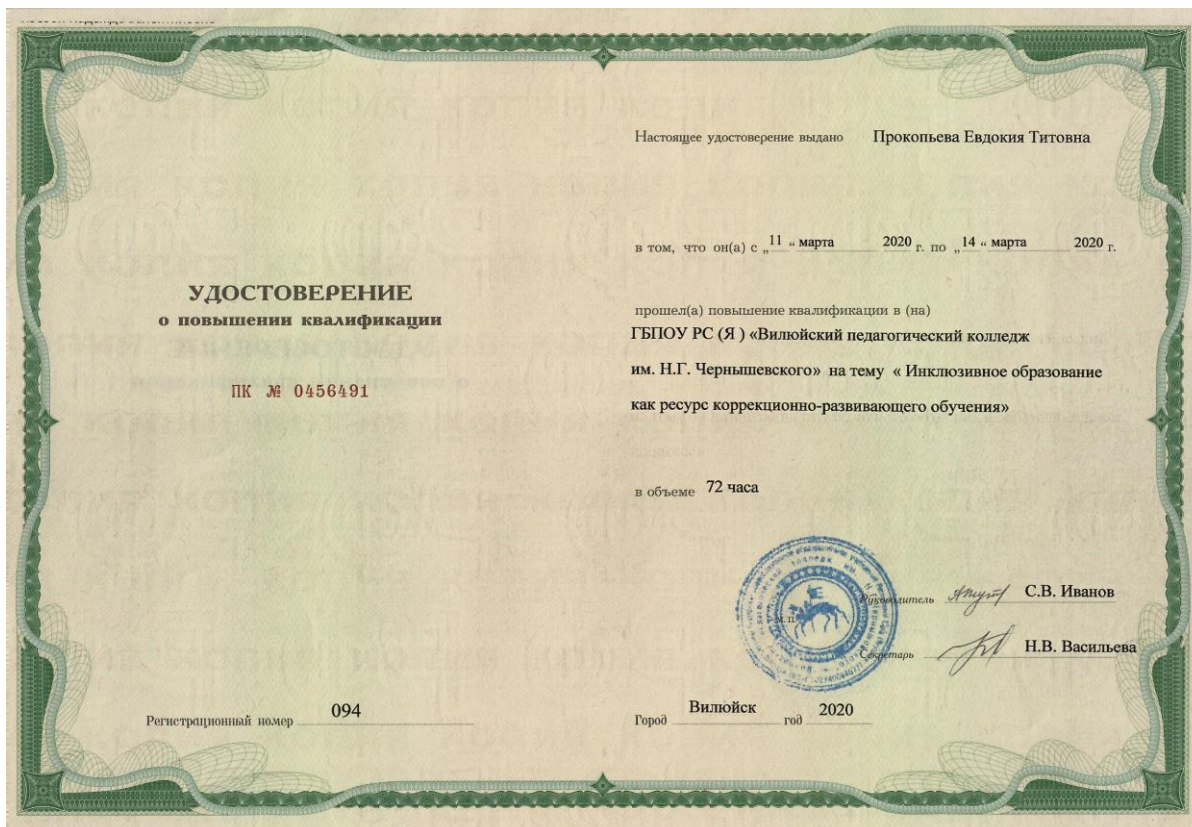 УДОСТОВЕРЕНИЕ
о повышении квалификации
ПК № 0456491
Регистрационный номер 094
Настоящее удостоверение выдано Прокопьева Евдокия Титовна
в том, что он(а) с „11 “ марта 2020 г. по „14 “ марта 2020 г.
прошел(а) повышение квалификации в (на)
ГБПОУ РС (Я ) «Вилюйский педагогический колледж
им. Н.Г. Чернышевского» на тему « Инклюзивное образование
как ресурс коррекционно-развивающего обучения»
в объеме 72 часа
М.П.
Руководитель С.В. Иванов
Секретарь Н.В. Васильева
Город Вилюйск год 2020